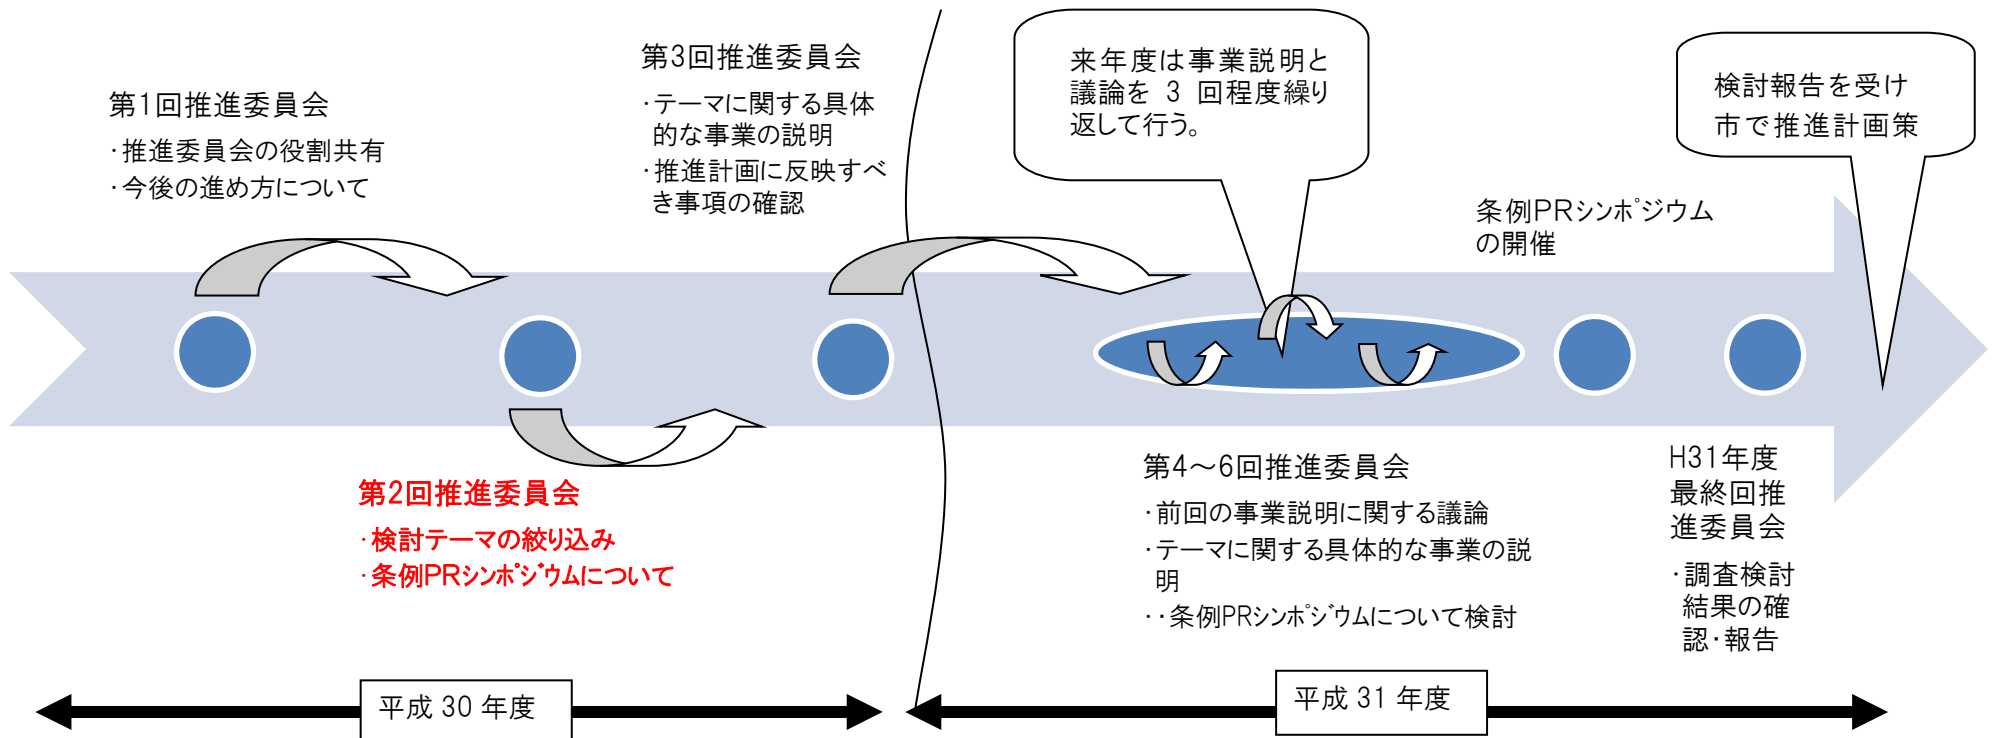 第1回推進委員会
・推進委員会の役割共有
・今後の進め方について
第3回推進委員会
・テーマに関する具体
的な事業の説明
・推進計画に反映すべ
き事項の確認
来年度は事業説明と
議論を 3 回程度繰り
返して行う。
検討報告を受け
市で推進計画策
条例PRシンポジウム
の開催
第2回推進委員会
・検討テーマの絞り込み
・条例PRシンポジウムについて
第4~6回推進委員会
・前回の事業説明に関する議論
・テーマに関する具体的な事業の説
明
・・条例PRシンポジウムについて検討
H31年度
最終回推
進委員会
・調査検討
結果の確
認・報告
平成 30 年度
平成 31 年度